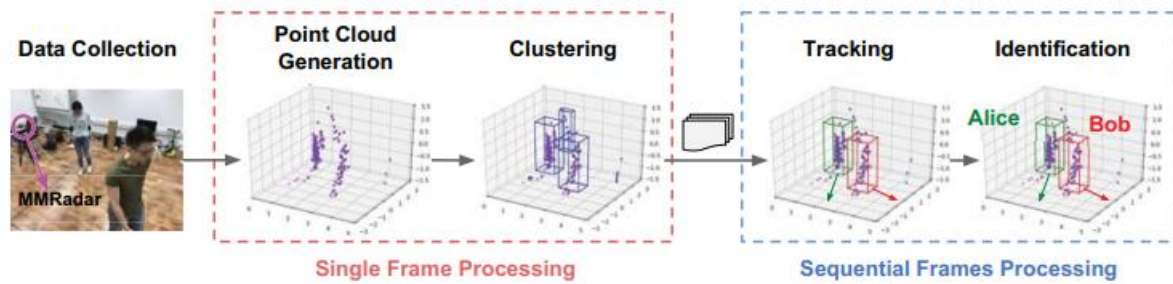 Data Collection
MMRadar
Point Cloud
Generation
Clustering
Single Frame Processing
Tracking
Identification
Alice
Bob
Sequential Frames Processing